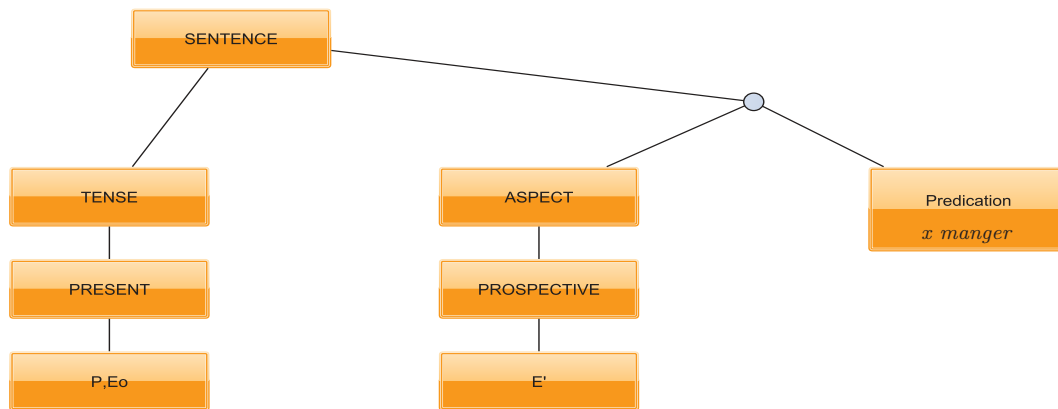 SENTENCE
TENSE
ASPECT
Predication
x manger
PRESENT
PROSPECTIVE
P,Eo
E'